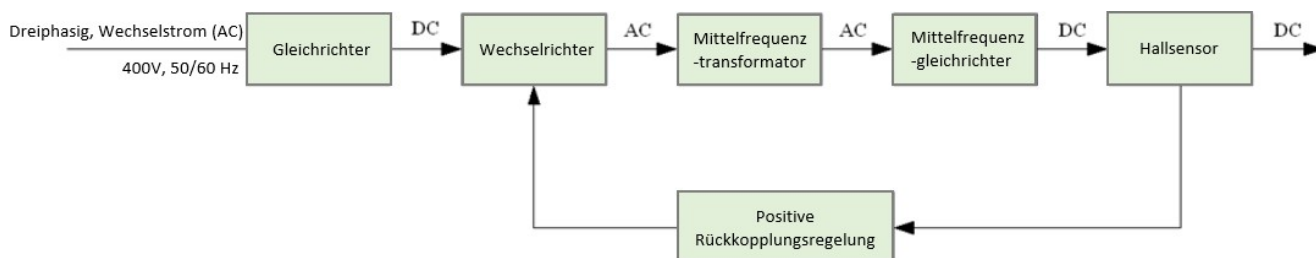 Dreiphasig, Wechselstrom (AC)
400V, 50/60 Hz
Gleichrichter
DC
Wechselrichter
AC
Mittelfrequenz
-transformator
AC
Mittelfrequenz
-gleichrichter
DC
Hallsensor
DC
Positive
Rückkopplungsregelung